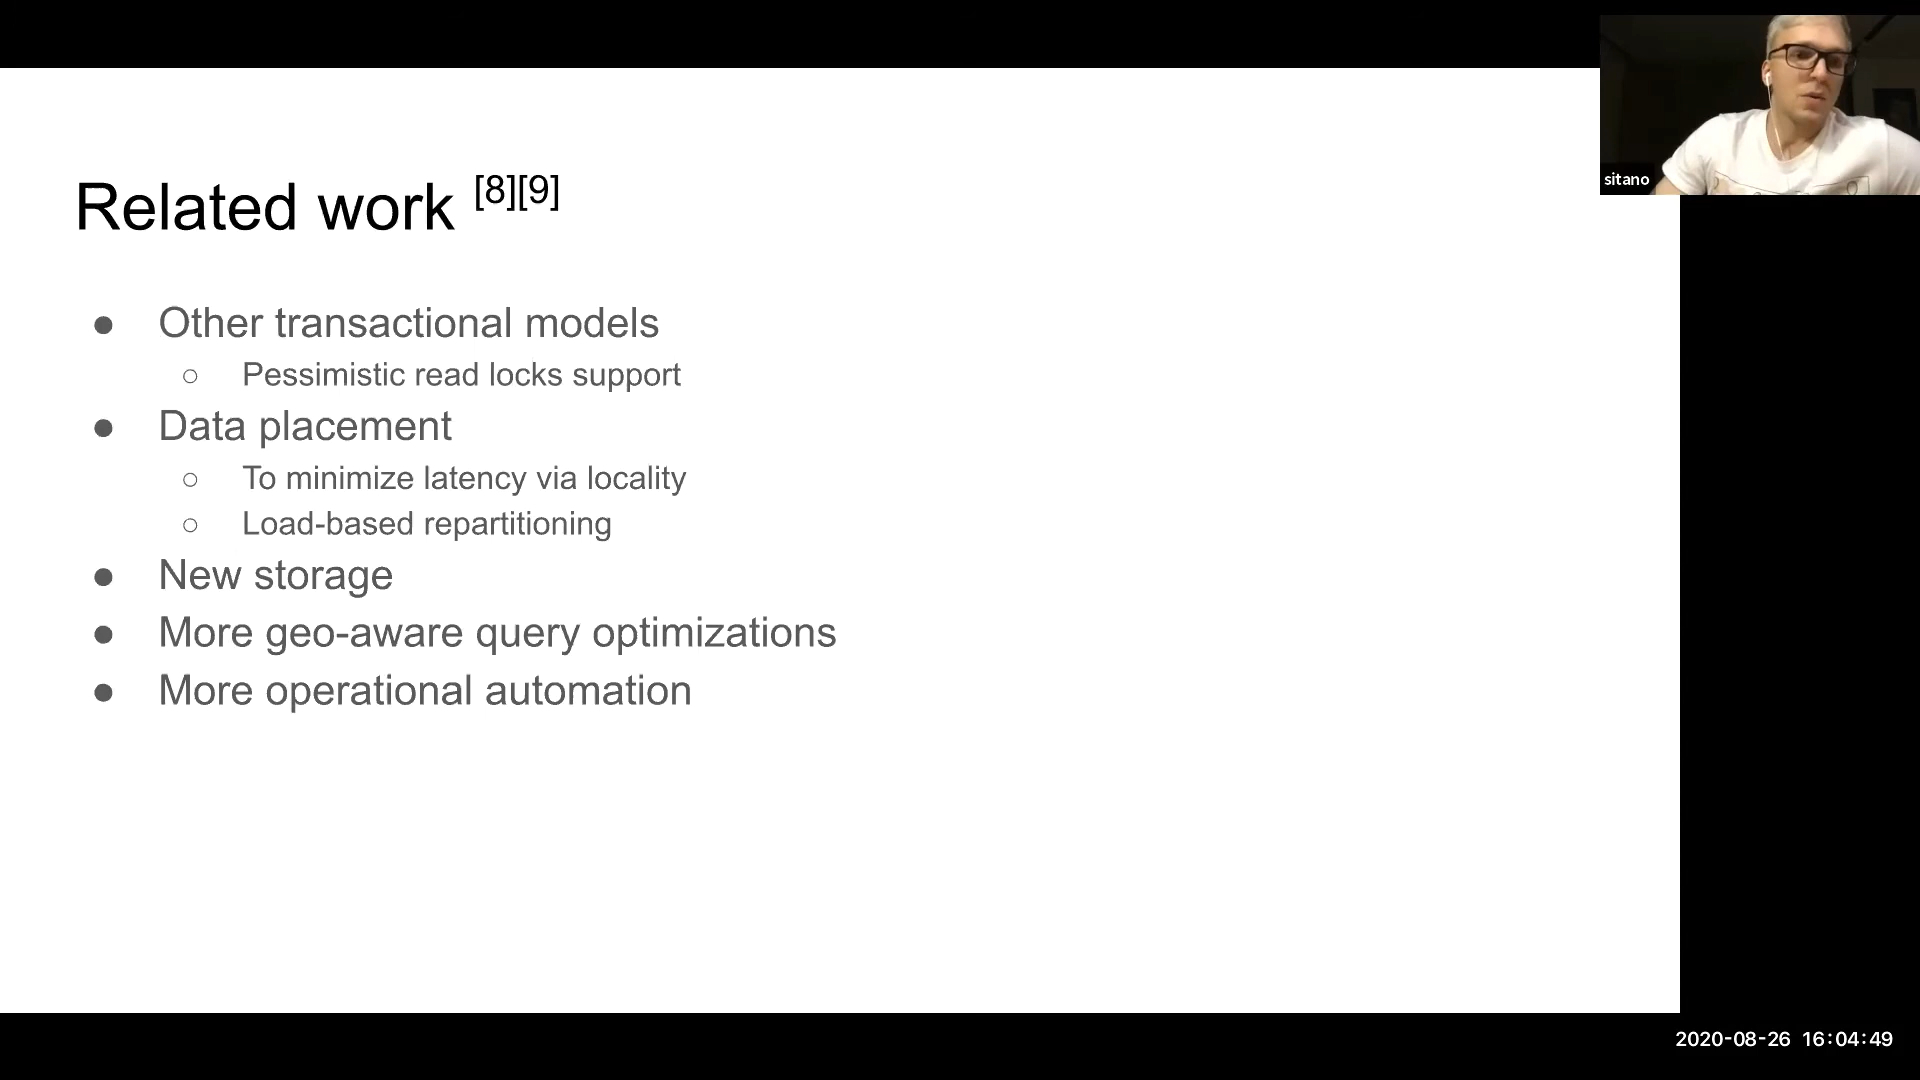 sitano
Related work [8][9]
● Other transactional models
○ Pessimistic read locks support
● Data placement
○ To minimize latency via locality
○ Load-based repartitioning
● New storage
● More geo-aware query optimizations
● More operational automation
2020-08-26 16:04:49